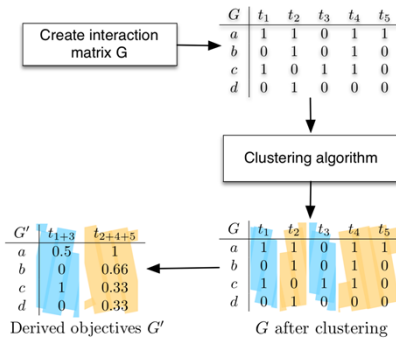 Create interaction
matrix G
G t₁ t₂ t₃ t₄ t₅
a 1 1 0 1 1
b 0 1 0 1 0
c 1 0 1 1 0
d 0 1 0 0 0
Clustering algorithm
G′ t₁₊₃ t₂₊₄₊₅
a 0.5 1
b 0 0.66
c 1 0.33
d 0 0.33
Derived objectives G′
G t₁ t₂ t₃ t₄ t₅
a 1 1 0 1 1
b 0 1 0 1 0
c 1 0 1 1 0
d 0 1 0 0 0
G after clustering